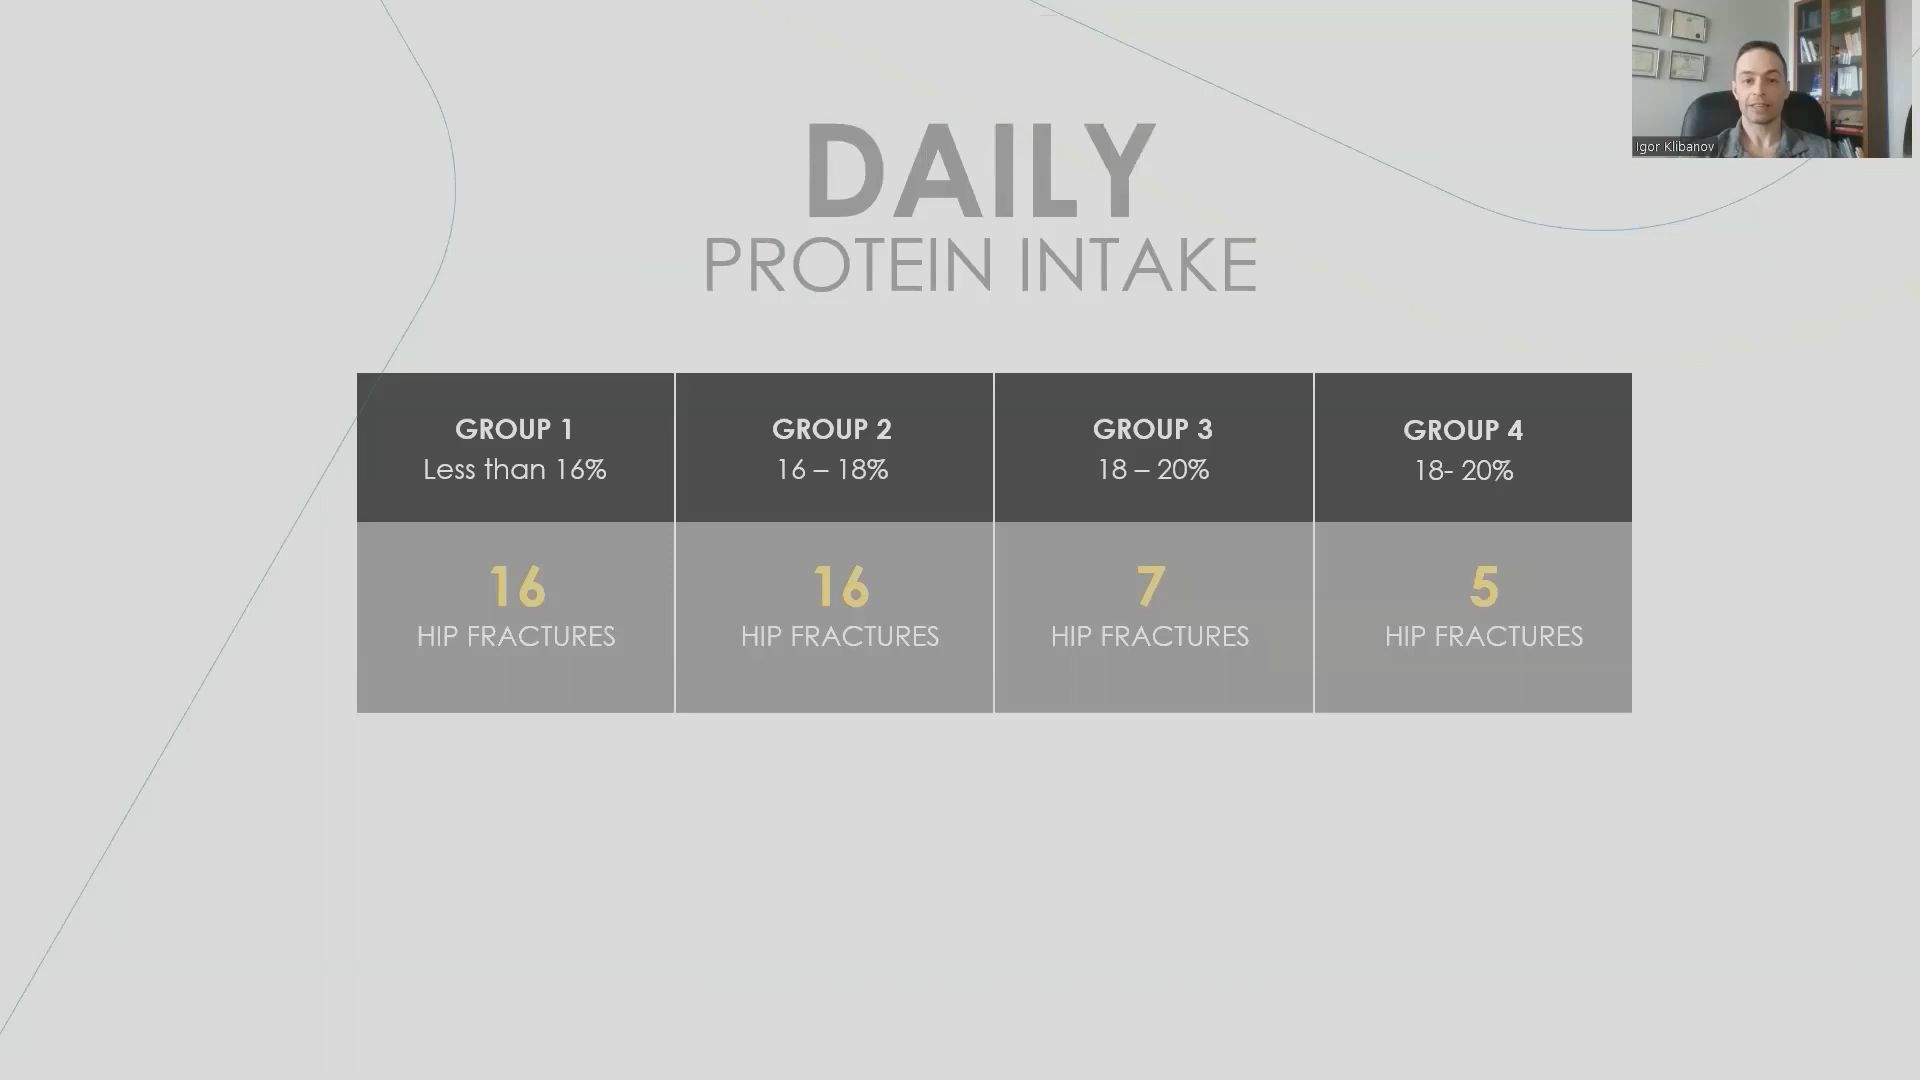 DAILY
PROTEIN INTAKE
Igor Klibanov
GROUP 1
Less than 16%
GROUP 2
16 – 18%
GROUP 3
18 – 20%
GROUP 4
18- 20%
16
HIP FRACTURES
16
HIP FRACTURES
7
HIP FRACTURES
5
HIP FRACTURES